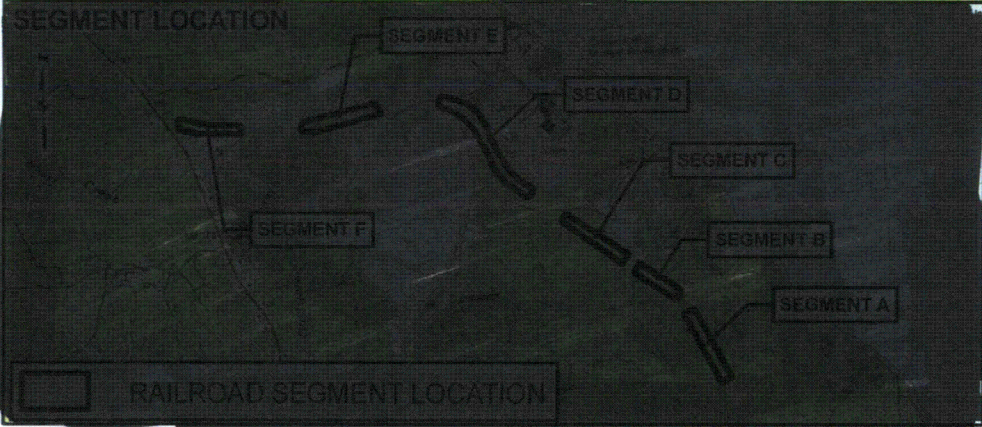 SEGMENT LOCATION
SEGMENT E
SEGMENT D
SEGMENT C
SEGMENT F
SEGMENT B
SEGMENT A
RAILROAD SEGMENT LOCATION